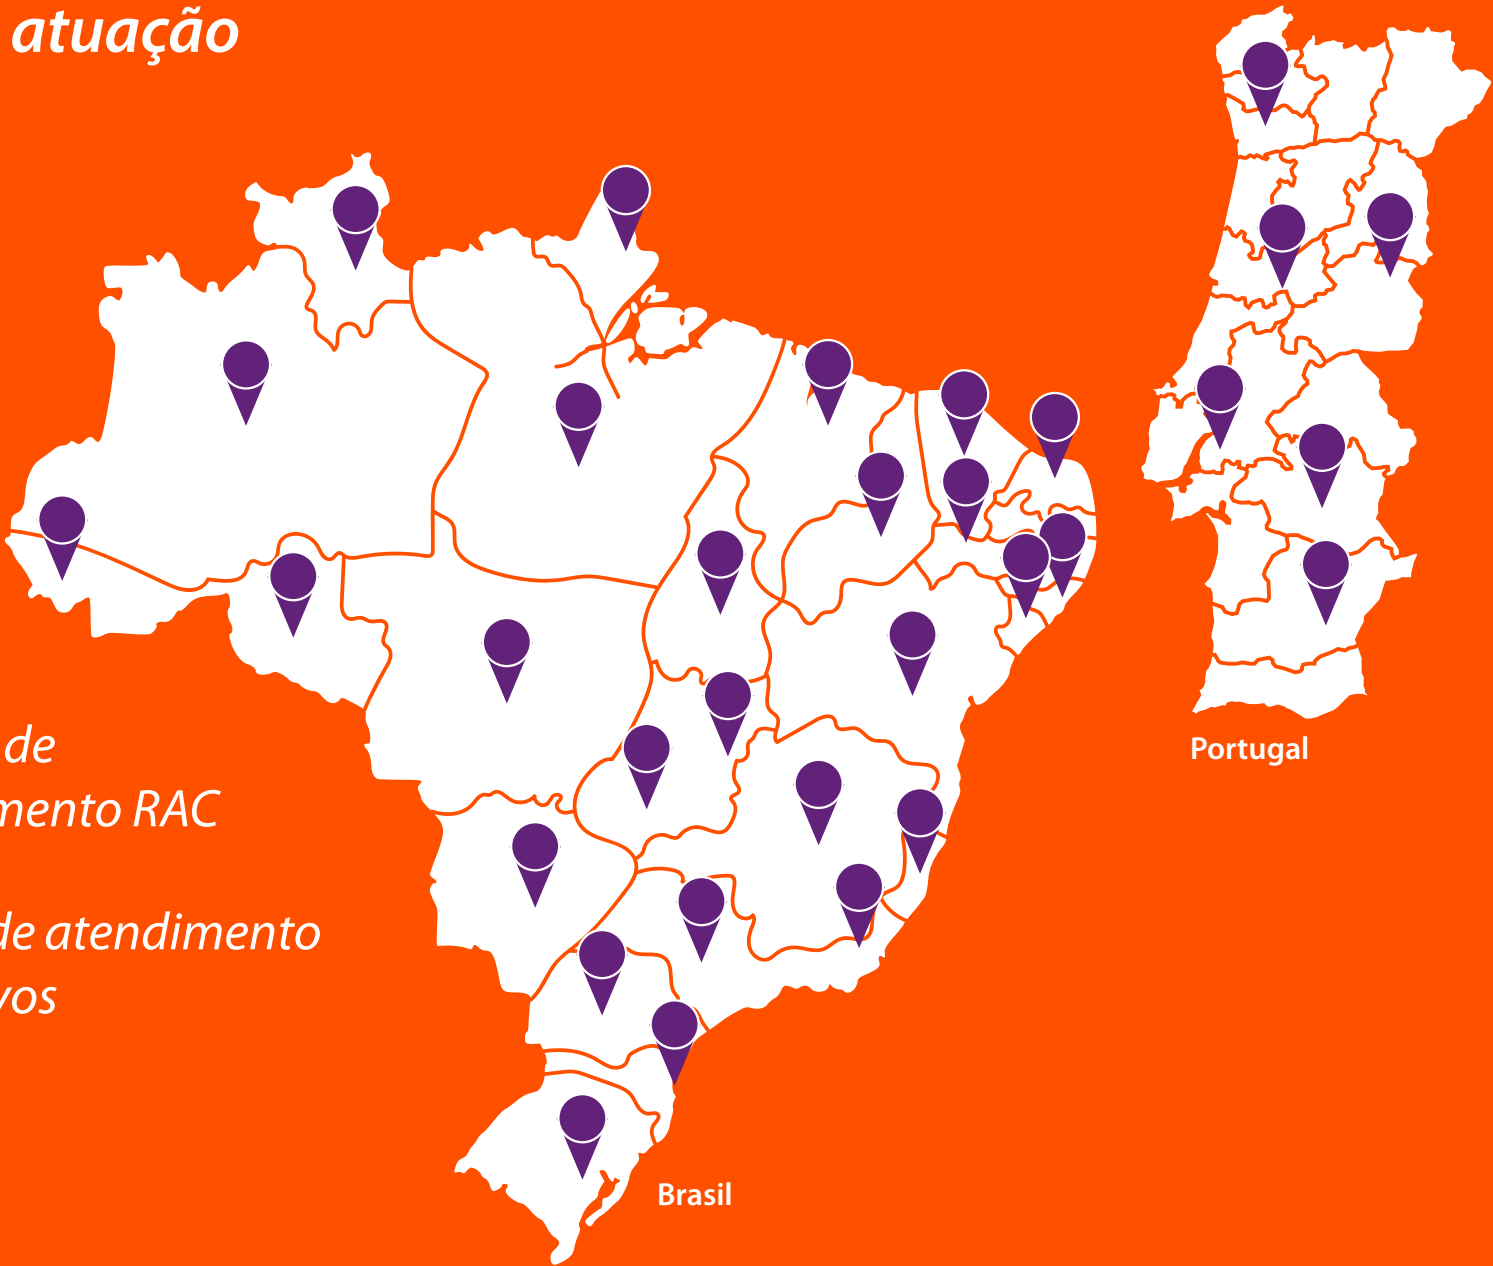 atuação
de
mento RAC
de atendimento
vos
Portugal
Brasil